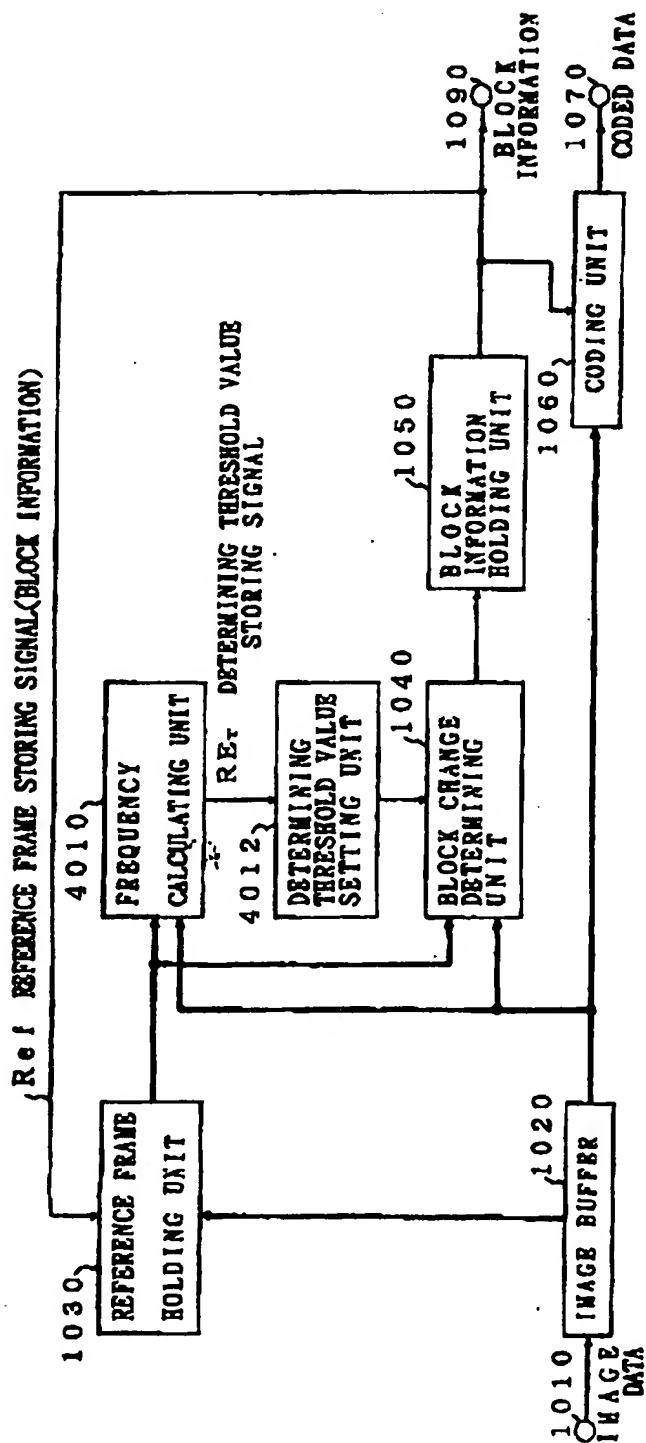 Ref REFERENCE FRAME STORING SIGNAL(BLOCK INFORMATION)
1030
REFERENCE FRAME
HOLDING UNIT
4010
FREQUENCY
CALCULATING UNIT
RET DETERMINING THRESHOLD VALUE
STORING SIGNAL
4012
DETERMINING
THRESHOLD VALUE
SETTING UNIT
1040
BLOCK CHANGE
DETERMINING
UNIT
1050
BLOCK
INFORMATION
HOLDING UNIT
1090
BLOCK
INFORMATION
1010
IMAGE
DATA
1020
IMAGE BUFFER
1060
CODING UNIT
1070
CODED DATA